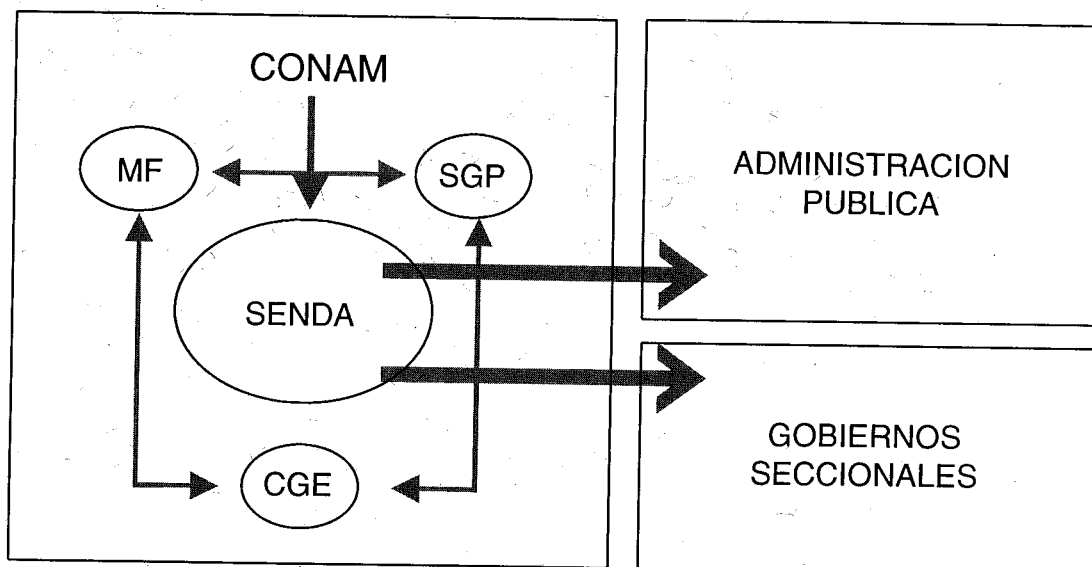 CONAM
MF
SGP
SENDA
CGE
ADMINISTRACION
PUBLICA
GOBIERNOS
SECCIONALES